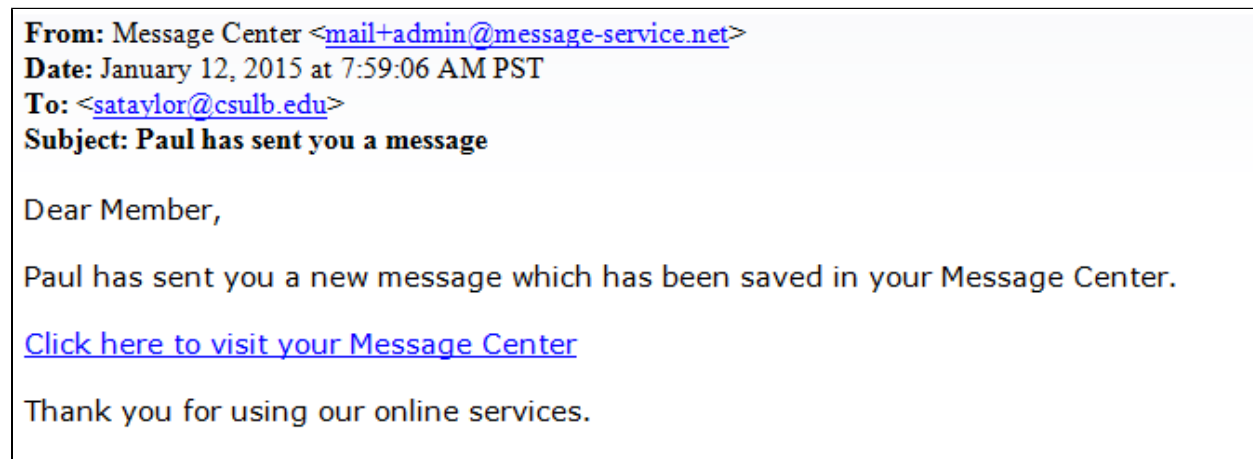 From: Message Center <mail+admin@message-service.net>
Date: January 12, 2015 at 7:59:06 AM PST
To: <sataylor@csulb.edu>
Subject: Paul has sent you a message
Dear Member,
Paul has sent you a new message which has been saved in your Message Center.
Click here to visit your Message Center
Thank you for using our online services.